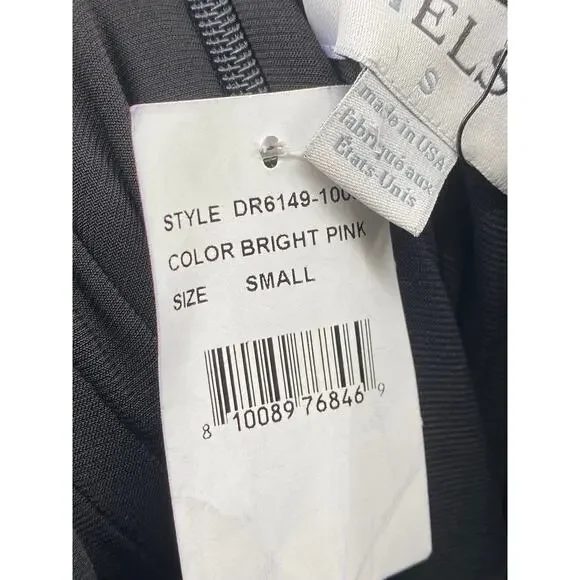 S
made in USA
fabriqué aux
États-Unis
STYLE DR6149-100
COLOR BRIGHT PINK
SIZE SMALL
8 10089 76846 9